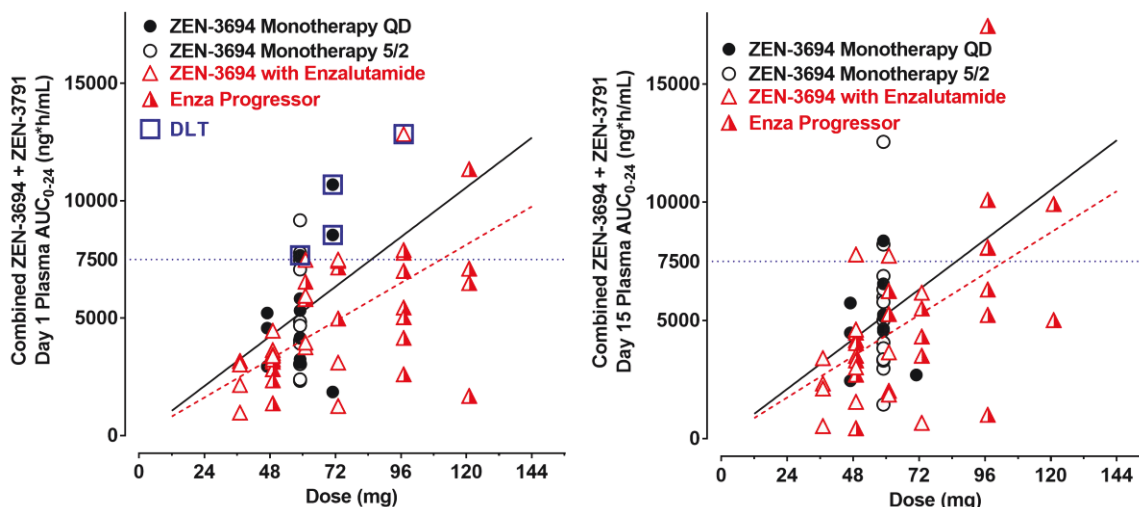 Combined ZEN-3694 + ZEN-3791
Day 1 Plasma AUC0-24 (ng*h/mL)
ZEN-3694 Monotherapy QD
ZEN-3694 Monotherapy 5/2
ZEN-3694 with Enzalutamide
Enza Progressor
DLT
15000
12500
10000
7500
5000
2500
0
0 24 48 72 96 120 144
Dose (mg)
Combined ZEN-3694 + ZEN-3791
Day 15 Plasma AUC0-24 (ng*h/mL)
ZEN-3694 Monotherapy QD
ZEN-3694 Monotherapy 5/2
ZEN-3694 with Enzalutamide
Enza Progressor
15000
12500
10000
7500
5000
2500
0
0 24 48 72 96 120 144
Dose (mg)